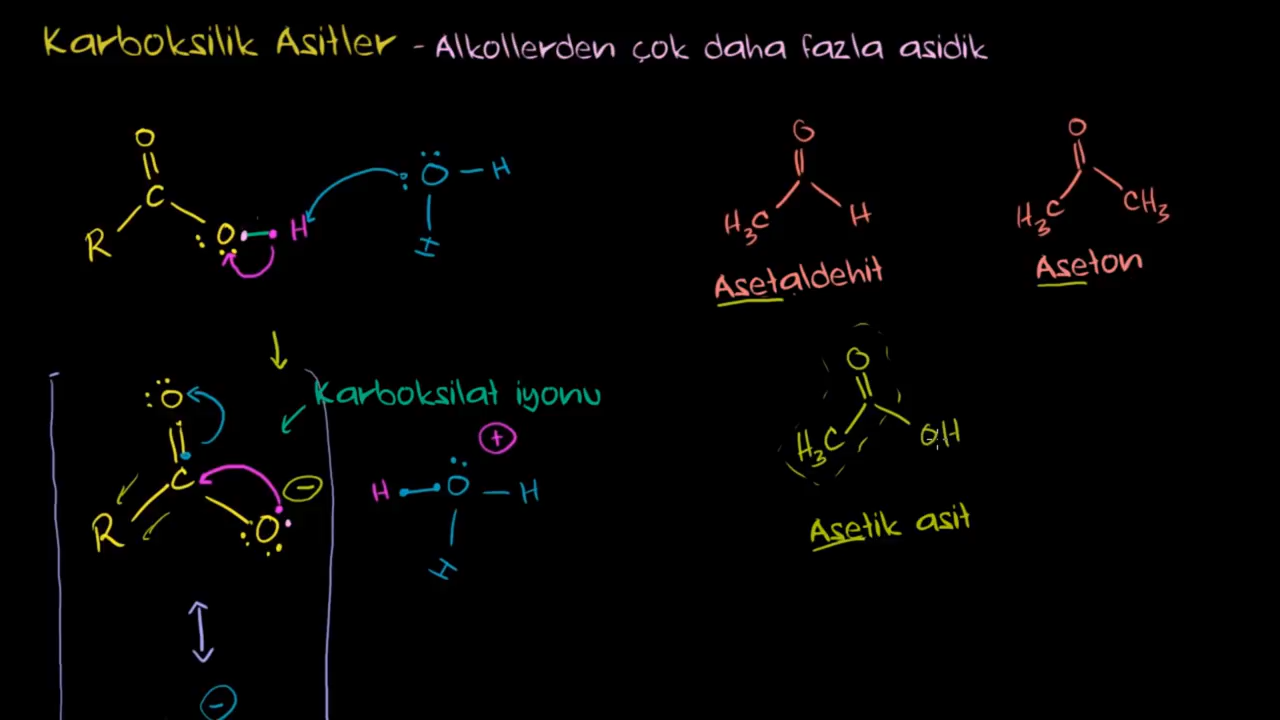 Karboksilik Asitler - Alkollerden çok daha fazla asidik
O
C
R
O
H
O
H
H
O
H3C
H
Asetaldehit
O
H3C
CH3
Aseton
O
H3C
OH
Asetik asit
Karboksilat iyonu
O
C
R
O
−
+
H
O
H
H
−